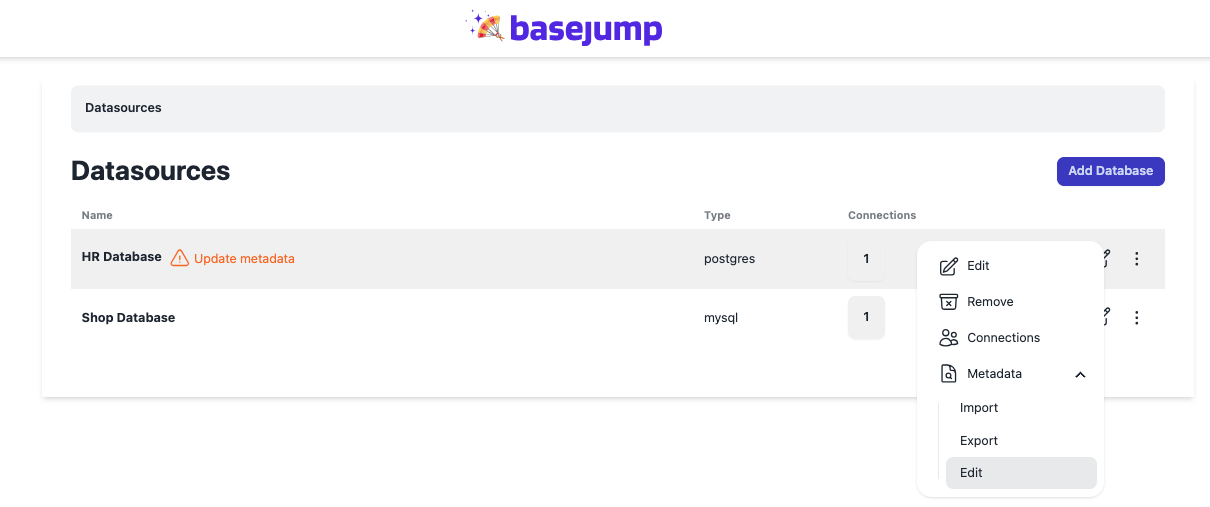 basejump
Datasources
Datasources
Add Database
Name Type Connections
HR Database Update metadata postgres 1
Shop Database mysql 1
Edit
Remove
Connections
Metadata
Import
Export
Edit